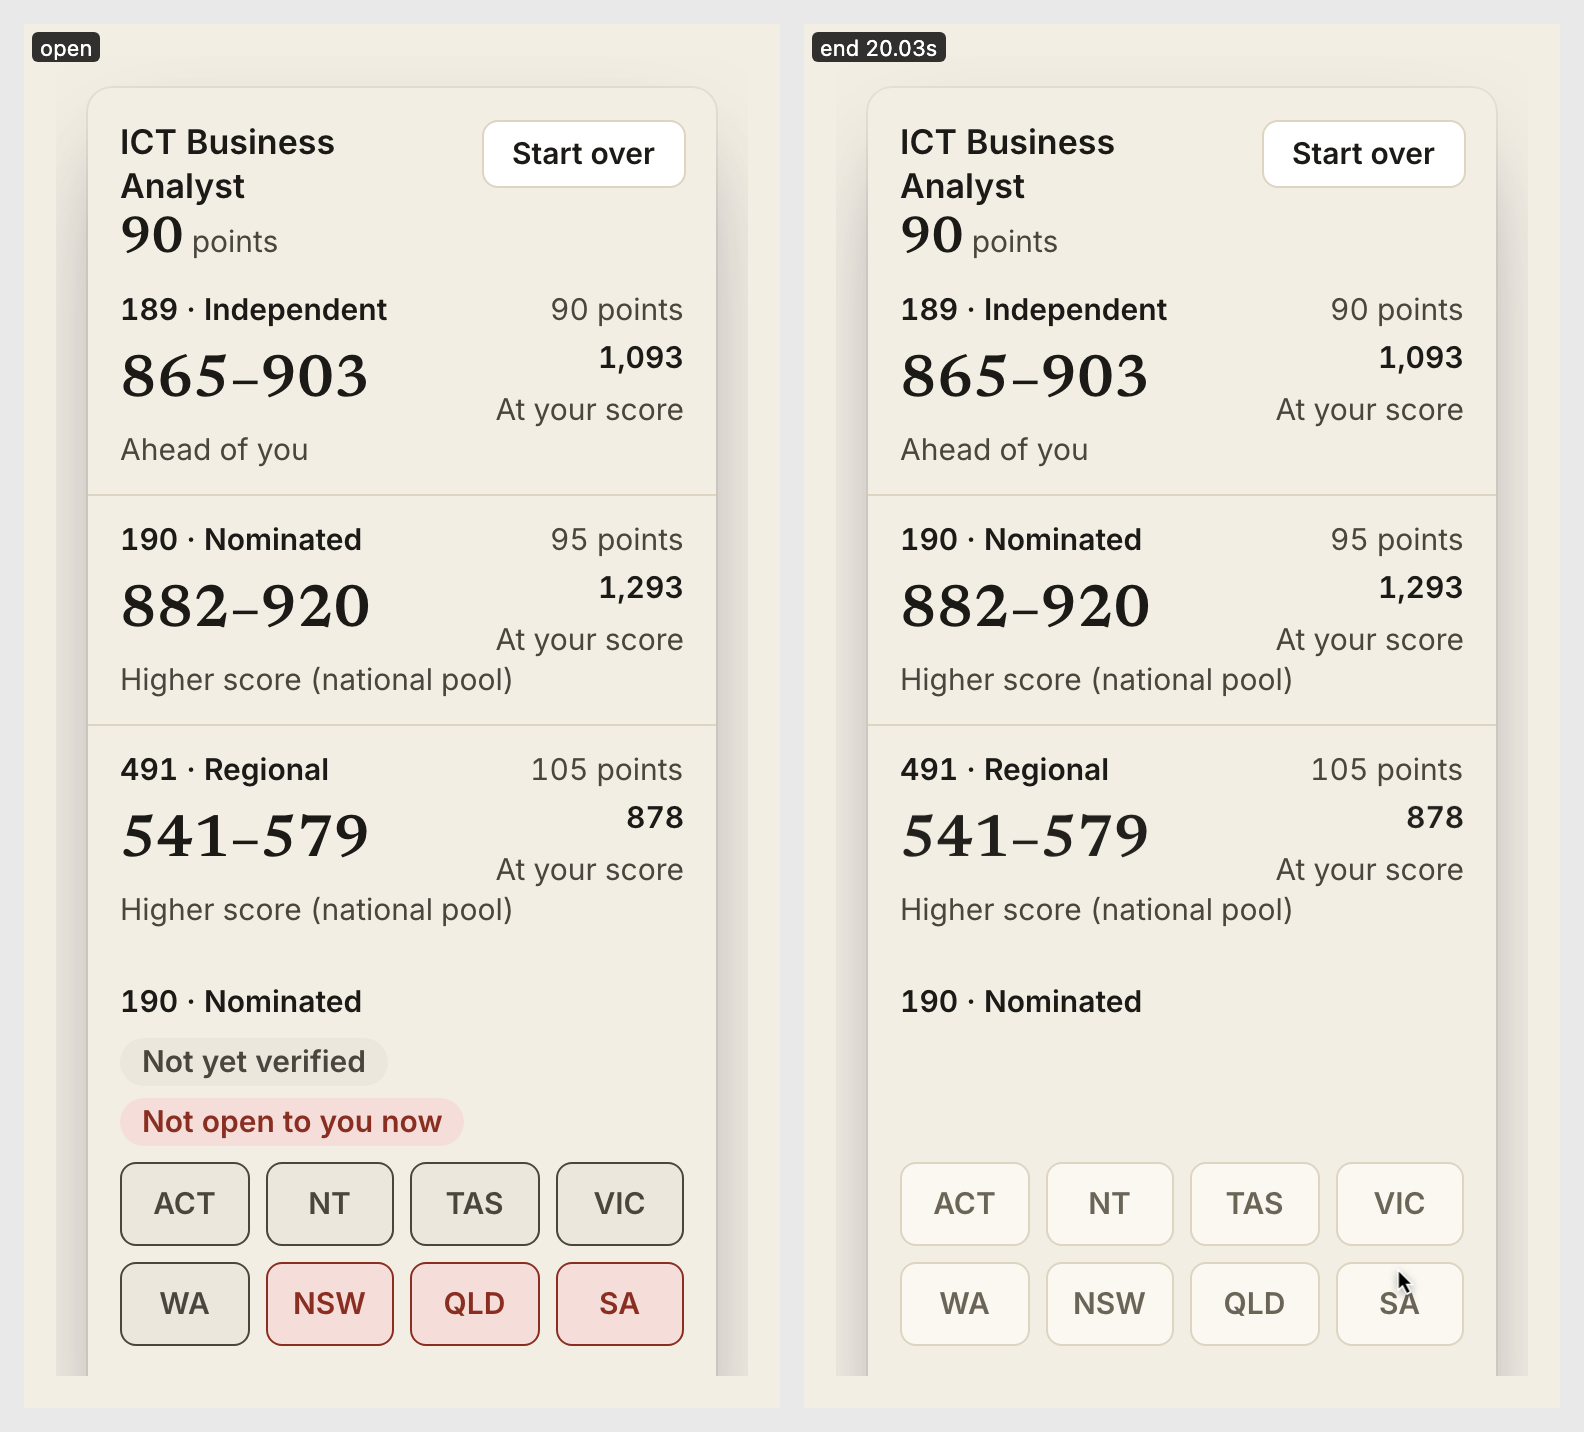 open
ICT Business
Analyst
Start over
90 points
189 · Independent
90 points
865–903
1,093
At your score
Ahead of you
190 · Nominated
95 points
882–920
1,293
At your score
Higher score (national pool)
491 · Regional
105 points
541–579
878
At your score
Higher score (national pool)
190 · Nominated
Not yet verified
Not open to you now
ACT NT TAS VIC
WA NSW QLD SA
end 20.03s
ICT Business
Analyst
Start over
90 points
189 · Independent
90 points
865–903
1,093
At your score
Ahead of you
190 · Nominated
95 points
882–920
1,293
At your score
Higher score (national pool)
491 · Regional
105 points
541–579
878
At your score
Higher score (national pool)
190 · Nominated
ACT NT TAS VIC
WA NSW QLD SA